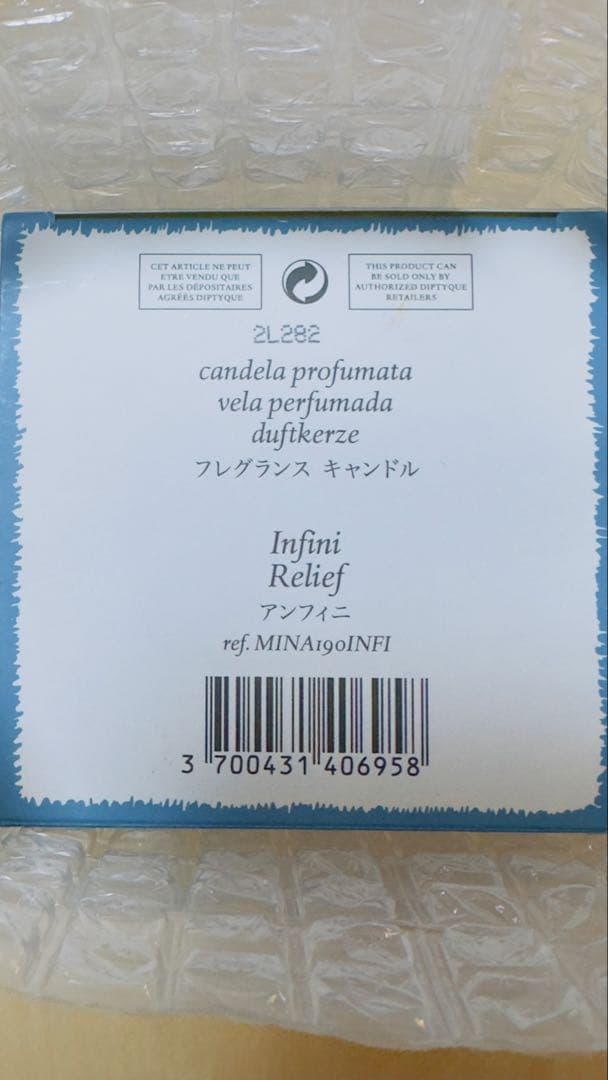 CET ARTICLE NE PEUT
ETRE VENDU QUE
PAR LES DÉPOSITAIRES
AGRÉÉS DIPTYQUE
THIS PRODUCT CAN
BE SOLD ONLY BY
AUTHORIZED DIPTYQUE
RETAILERS
2L282
candela profumata
vela perfumada
duftkerze
フレグランス キャンドル
Infini
Relief
アンフィニ
ref. MINA190INFI
3 700431 406958